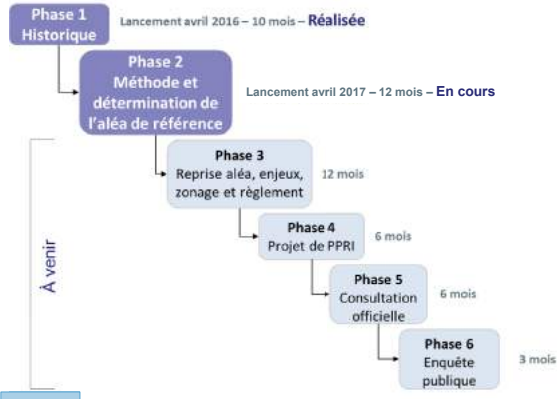 Phase 1
Historique
Lancement avril 2016 – 10 mois – Réalisée
Phase 2
Méthode et
détermination de
l'aléa de référence
Lancement avril 2017 – 12 mois – En cours
À venir
Phase 3
Reprise aléa, enjeux,
zonage et règlement
12 mois
Phase 4
Projet de PPRI
6 mois
Phase 5
Consultation
officielle
6 mois
Phase 6
Enquête
publique
3 mois